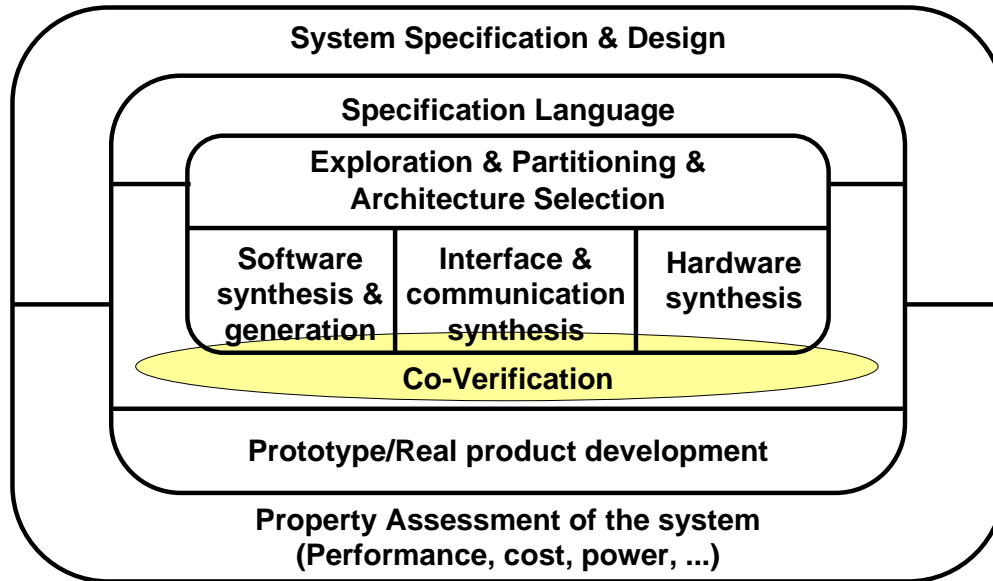 System Specification & Design
Specification Language
Exploration & Partitioning &
Architecture Selection
Software
synthesis &
generation
Interface &
communication
synthesis
Hardware
synthesis
Co-Verification
Prototype/Real product development
Property Assessment of the system
(Performance, cost, power, ...)